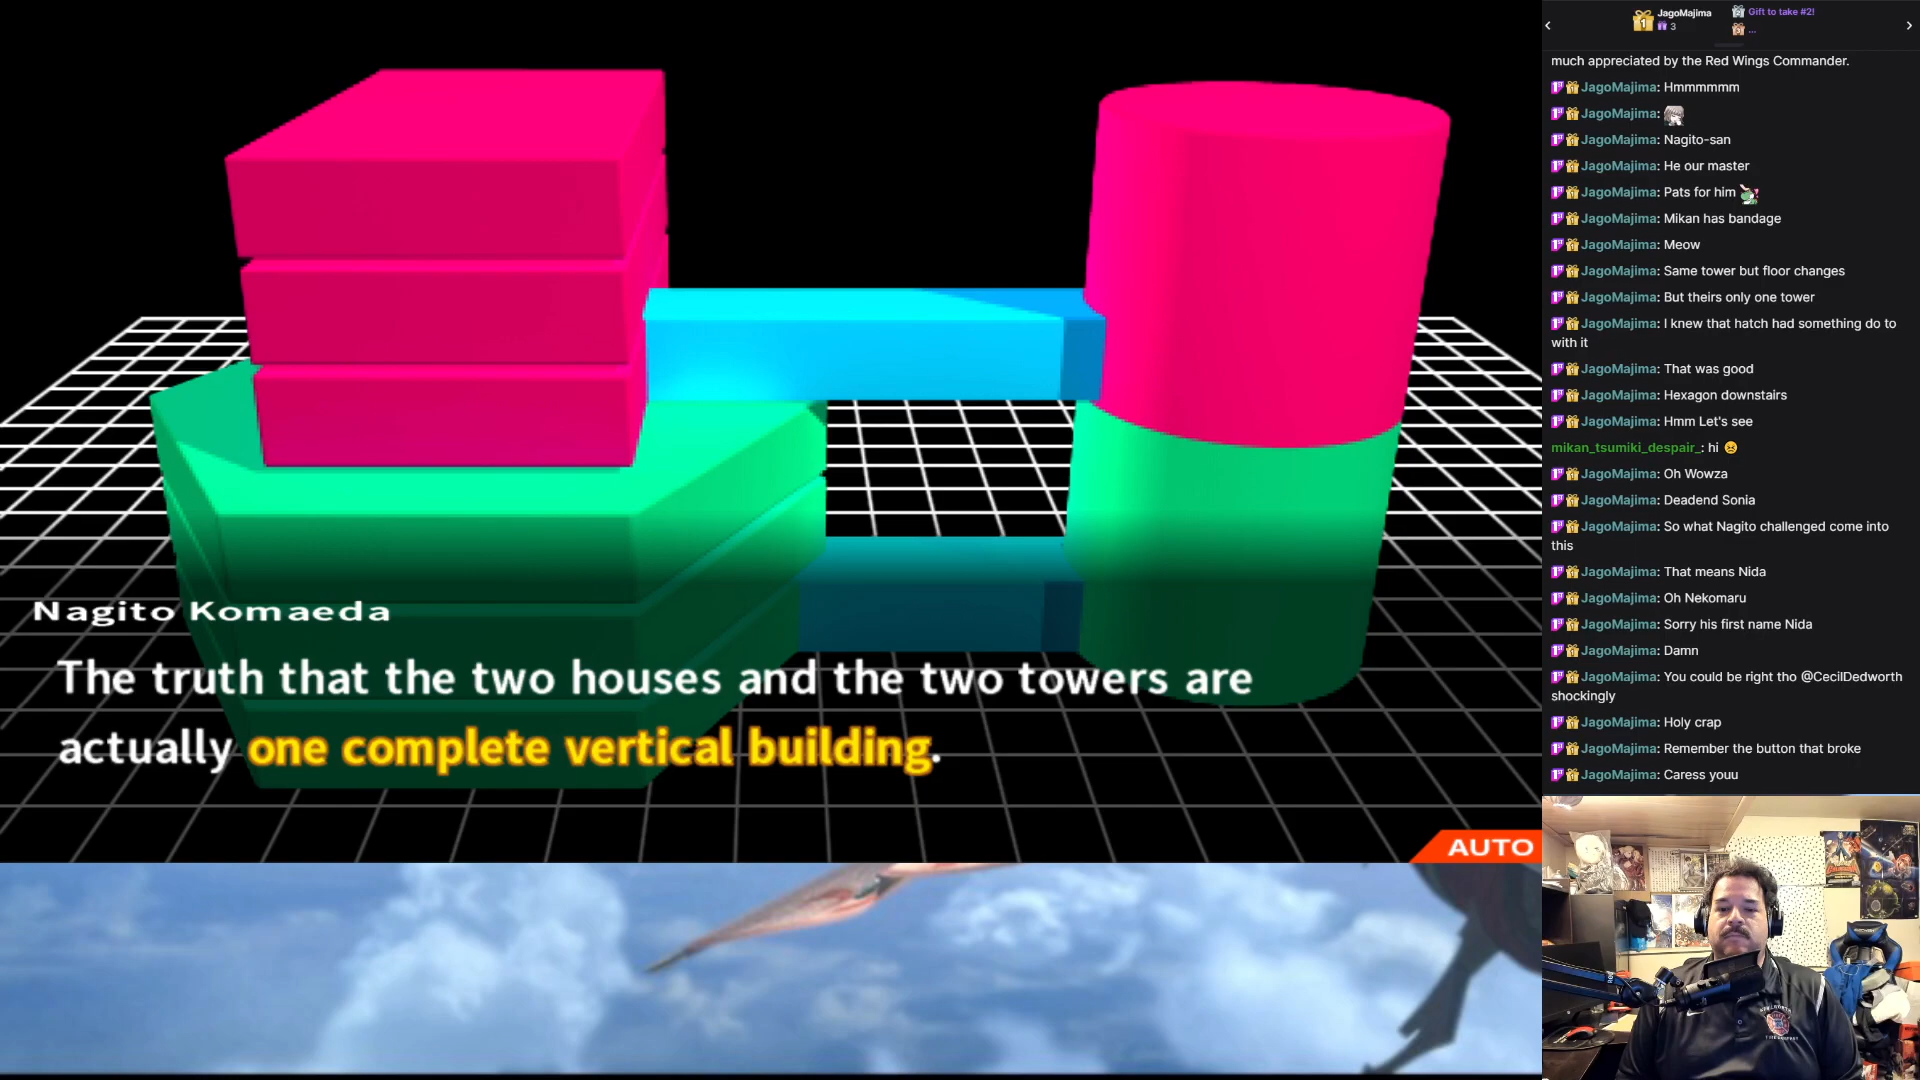 Nagito Komaeda
The truth that the two houses and the two towers are
actually one complete vertical building.
AUTO
JagoMajima
3
Gift to take #2!
...
much appreciated by the Red Wings Commander.
JagoMajima: Hmmmmmm
JagoMajima:
JagoMajima: Nagito-san
JagoMajima: He our master
JagoMajima: Pats for him
JagoMajima: Mikan has bandage
JagoMajima: Meow
JagoMajima: Same tower but floor changes
JagoMajima: But theirs only one tower
JagoMajima: I knew that hatch had something do to
with it
JagoMajima: That was good
JagoMajima: Hexagon downstairs
JagoMajima: Hmm Let's see
mikan_tsumiki_despair_: hi 😣
JagoMajima: Oh Wowza
JagoMajima: Deadend Sonia
JagoMajima: So what Nagito challenged come into
this
JagoMajima: That means Nida
JagoMajima: Oh Nekomaru
JagoMajima: Sorry his first name Nida
JagoMajima: Damn
JagoMajima: You could be right tho @CecilDedworth
shockingly
JagoMajima: Holy crap
JagoMajima: Remember the button that broke
JagoMajima: Caress youu